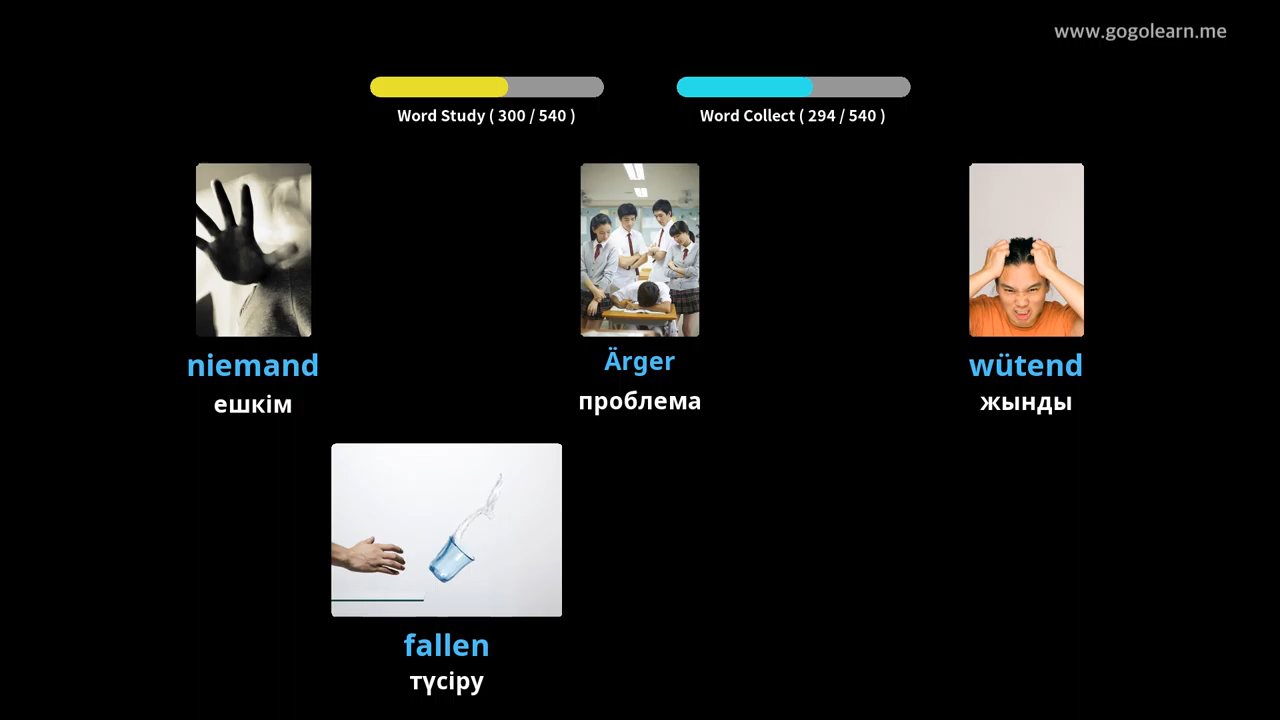 www.gogolearn.me
Word Study ( 300 / 540 )
Word Collect ( 294 / 540 )
niemand
ешкім
Ärger
проблема
wütend
жынды
fallen
түсіру